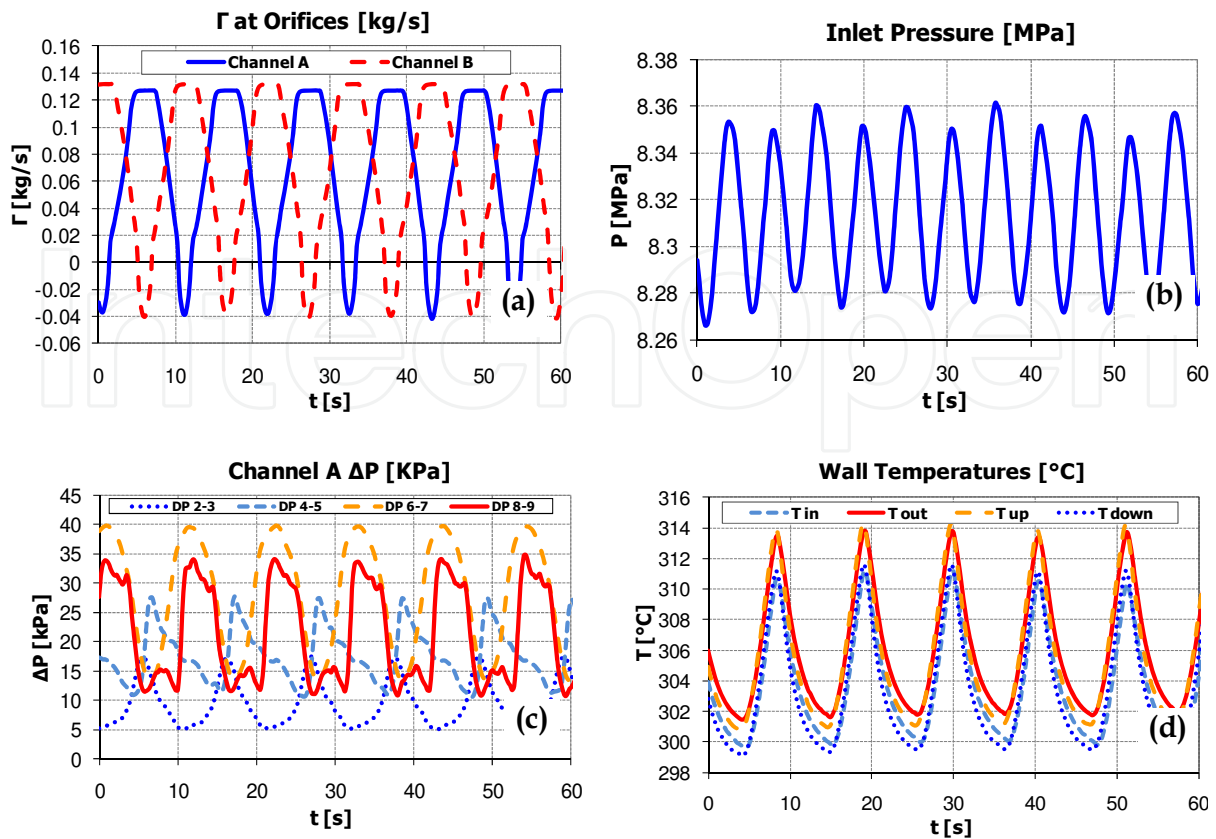 Γ at Orifices [kg/s]
Channel A
Channel B
Γ [kg/s]
0.16
0.14
0.12
0.10
0.08
0.06
0.04
0.02
0
-0.02
-0.04
-0.06
0 10 20 30 40 50 60
t [s]
(a)
Inlet Pressure [MPa]
P [MPa]
8.38
8.36
8.34
8.32
8.3
8.28
8.26
0 10 20 30 40 50 60
t [s]
(b)
IntechOpen
Channel A ΔP [KPa]
DP 2-3 DP 4-5 DP 6-7 DP 8-9
ΔP [kPa]
45
40
35
30
25
20
15
10
5
0
0 10 20 30 40 50 60
t [s]
(c)
Wall Temperatures [°C]
T in T out T up T down
T [°C]
316
314
312
310
308
306
304
302
300
298
0 10 20 30 40 50 60
t [s]
(d)